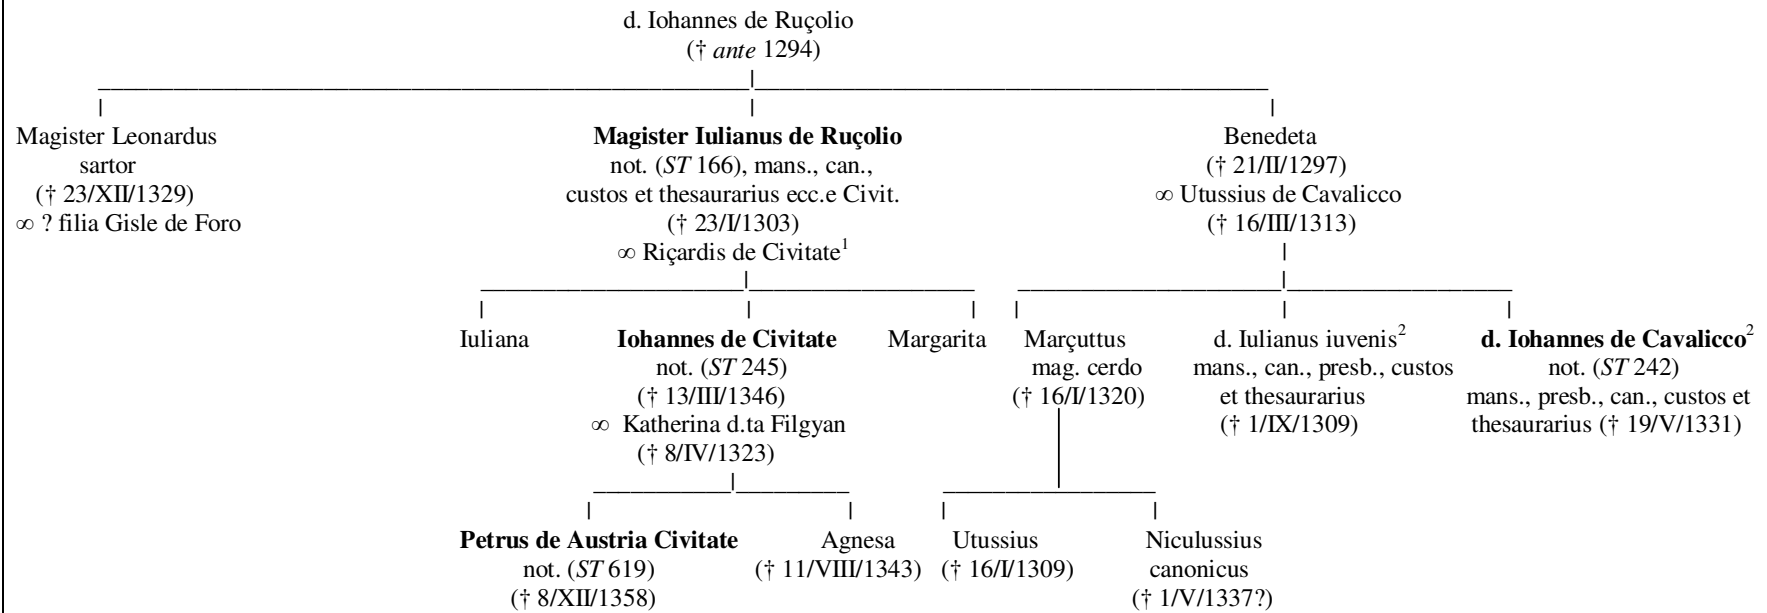 d. Iohannes de Ruçolio
(† ante 1294)
Magister Leonardus
sartor
(† 23/XII/1329)
∞ ? filia Gisle de Foro
Magister Iulianus de Ruçolio
not. (ST 166), mans., can.,
custos et thesaurarius ecc.e Civit.
(† 23/I/1303)
∞ Riçardis de Civitate1
Benedeta
(† 21/II/1297)
∞ Utussius de Cavalicco
(† 16/III/1313)
Iuliana
Iohannes de Civitate
not. (ST 245)
(† 13/III/1346)
∞ Katherina d.ta Filgyan
(† 8/IV/1323)
Margarita
Marçuttus
mag. cerdo
(† 16/I/1320)
d. Iulianus iuvenis2
mans., can., presb., custos
et thesaurarius
(† 1/IX/1309)
d. Iohannes de Cavalicco2
not. (ST 242)
mans., presb., can., custos et
thesaurarius († 19/V/1331)
Petrus de Austria Civitate
not. (ST 619)
(† 8/XII/1358)
Agnesa
(† 11/VIII/1343)
Utussius
(† 16/I/1309)
Niculussius
canonicus
(† 1/V/1337?)